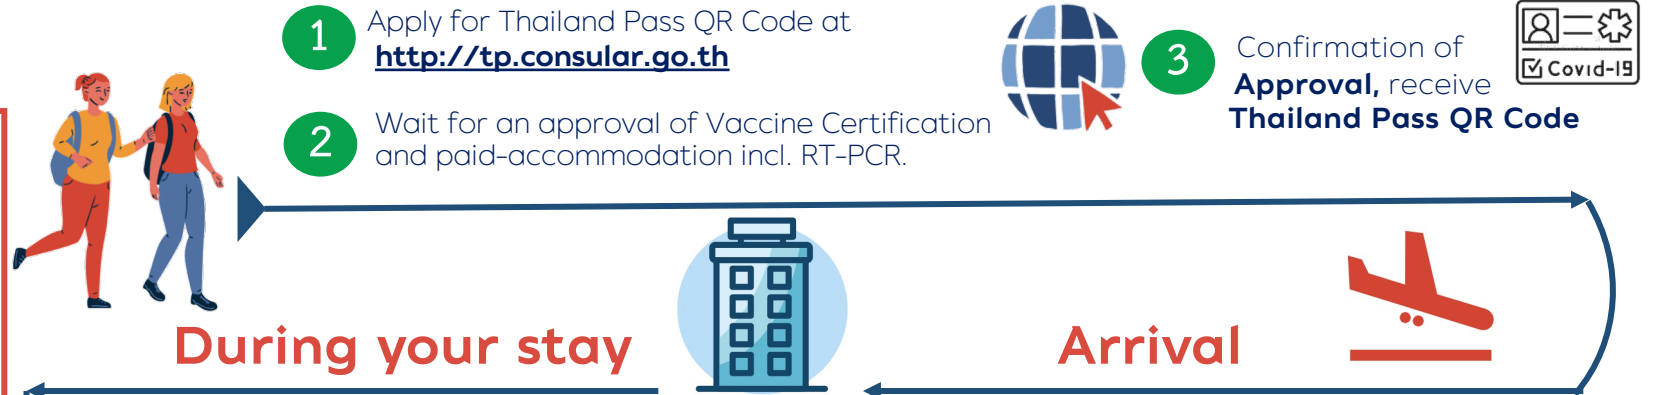 1
Apply for Thailand Pass QR Code at
http://tp.consular.go.th
2
Wait for an approval of Vaccine Certification
and paid-accommodation incl. RT-PCR.
3
Confirmation of
Approval, receive
Thailand Pass QR Code
Covid-19
During your stay
Arrival